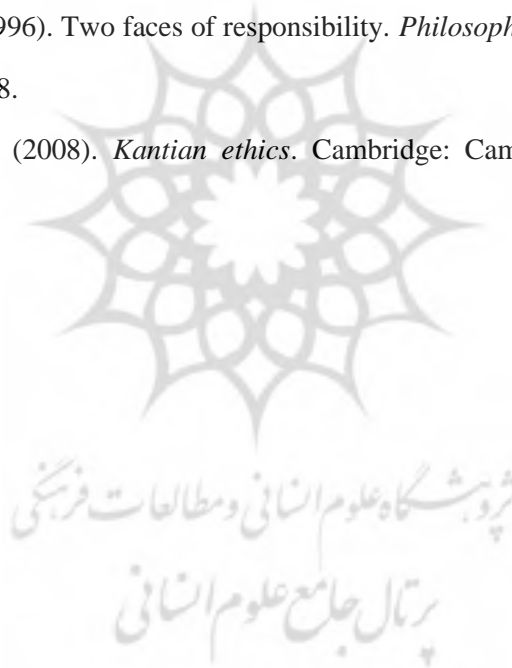 996). Two faces of responsibility. Philosoph
8.
(2008). Kantian ethics. Cambridge: Cam
پژوهشگاه علوم انسانی و مطالعات فرهنگی
پرتال جامع علوم انسانی